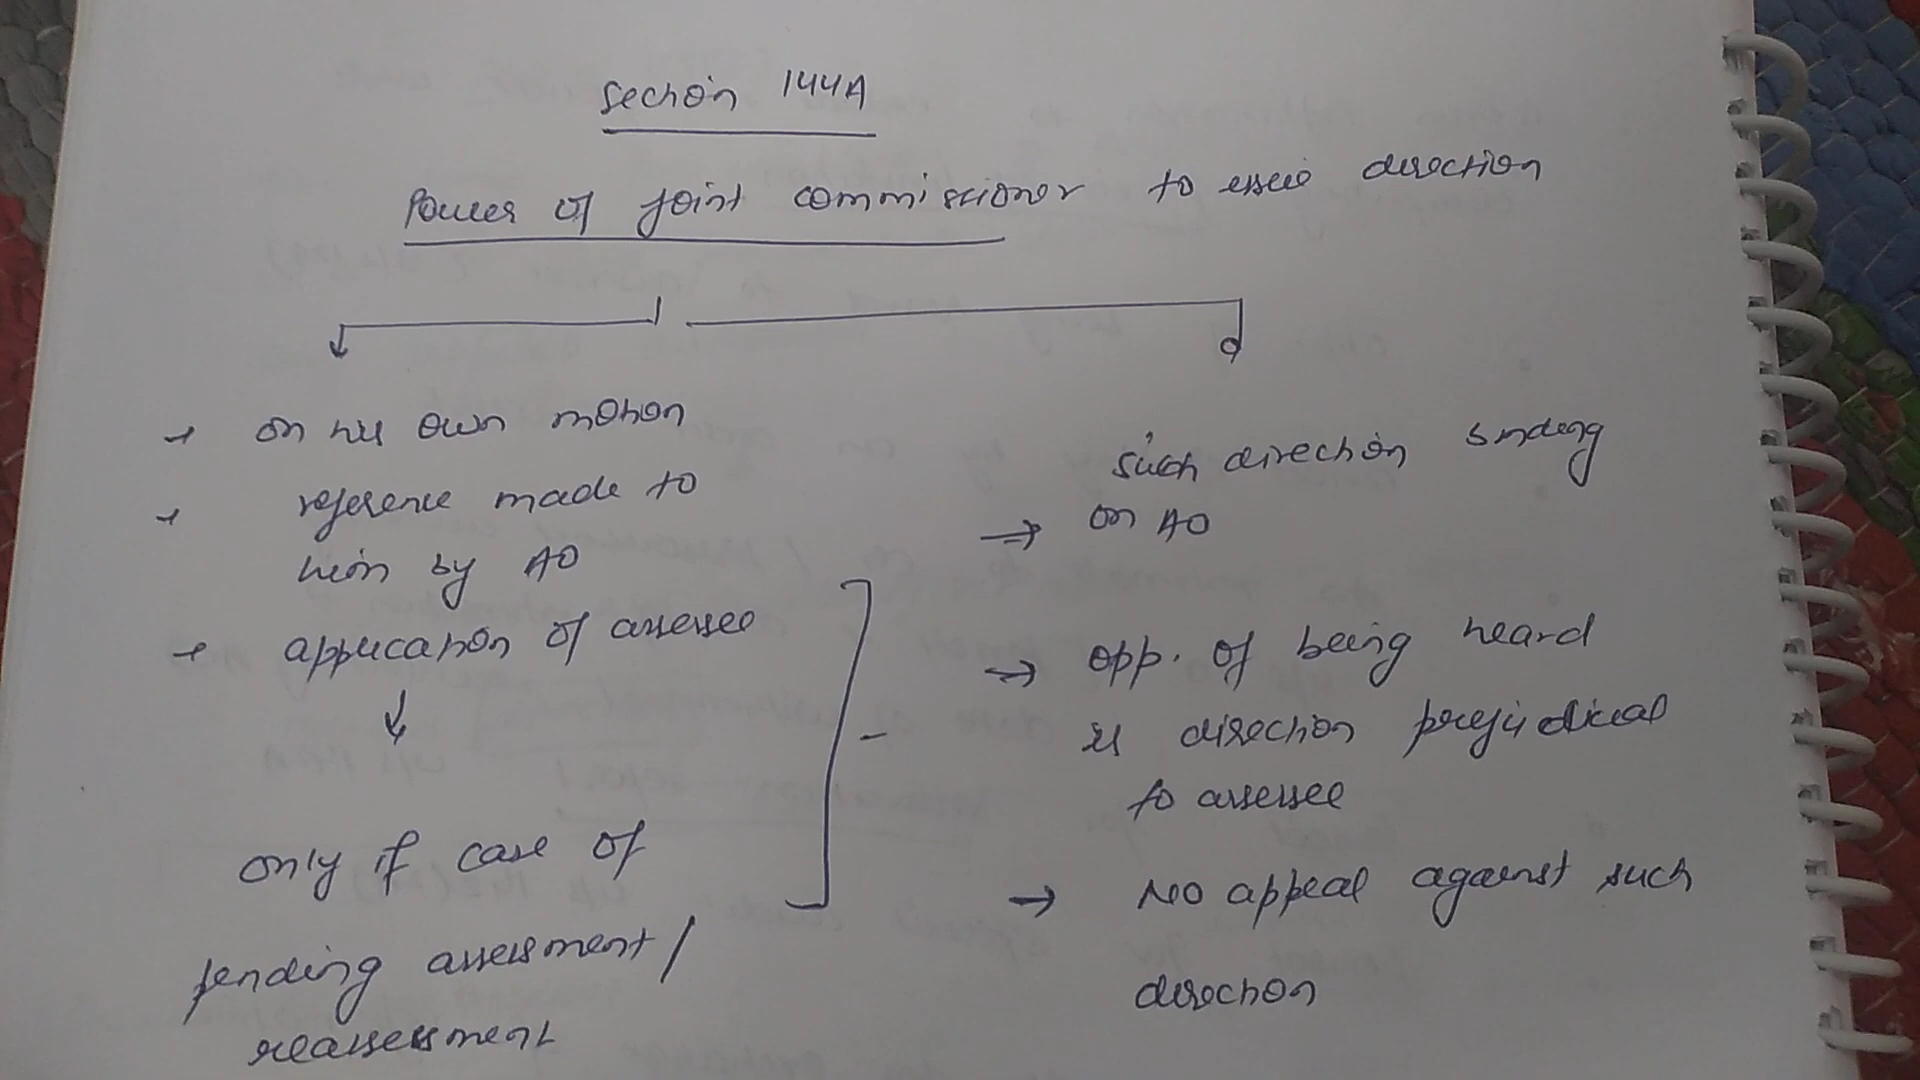 Section 144A
Power of Joint commissioner to issue direction
on his own motion
reference made to
him by AO
application of assessee
only if case of
pending assessment /
reassessment
such direction binding
on AO
opp. of being heard
is direction prejudicial
to assessee
No appeal against such
direction